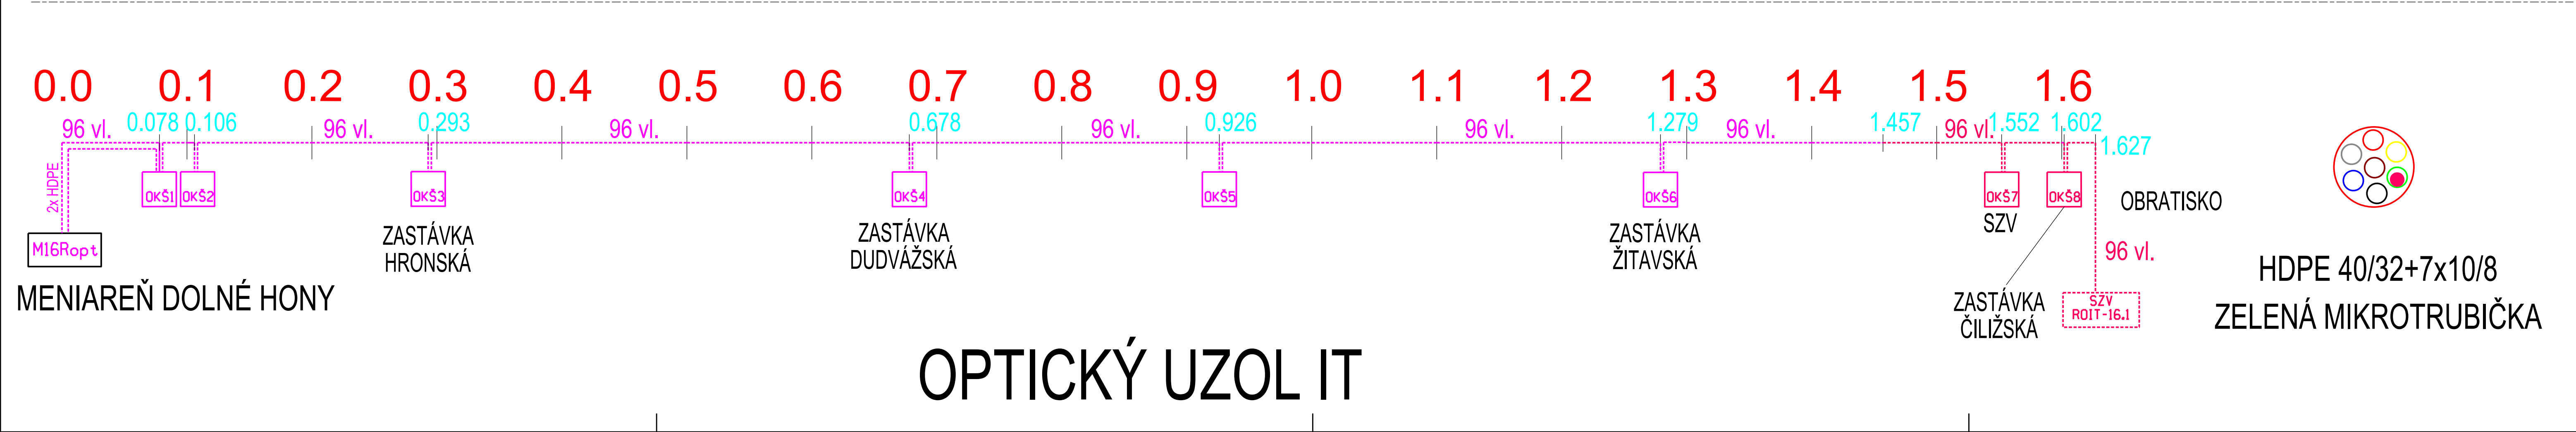 0.0 0.1 0.2 0.3 0.4 0.5 0.6 0.7 0.8 0.9 1.0 1.1 1.2 1.3 1.4 1.5 1.6
96 vl. 0.078 0.106 96 vl. 0.293 96 vl. 0.678 96 vl. 0.926 96 vl. 1.279 96 vl. 1.457 96 vl. 1.552 1.602
1.627
2x HDPE
OKŠ1 OKŠ2 OKŠ3 OKŠ4 OKŠ5 OKŠ6 OKŠ7 OKŠ8
OBRATISKO
SZV
ZASTÁVKA
HRONSKÁ
ZASTÁVKA
DUDVÁŽSKÁ
ZASTÁVKA
ŽITAVSKÁ
M16Ropt
96 vl.
MENIAREŇ DOLNÉ HONY
ZASTÁVKA
ČILIŽSKÁ
SZV
ROIT-16.1
HDPE 40/32+7x10/8
ZELENÁ MIKROTRUBIČKA
OPTICKÝ UZOL IT